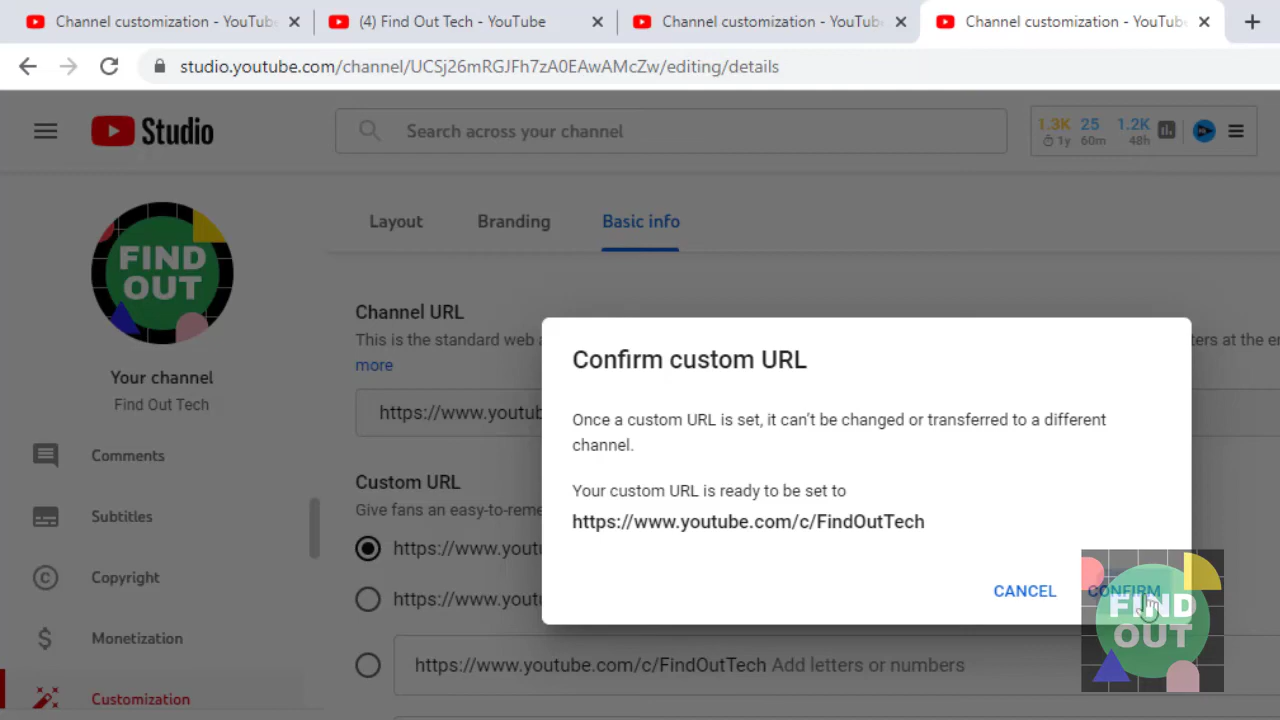 Channel customization - YouTube
(4) Find Out Tech - YouTube
Channel customization - YouTube
Channel customization - YouTube
studio.youtube.com/channel/UCSj26mRGJFh7zA0EAwAMcZw/editing/details
Studio
Search across your channel
1.3K 25 1.2K
1y 60m 48h
FIND
OUT
Your channel
Find Out Tech
Comments
Subtitles
Copyright
Monetization
Customization
Layout Branding Basic info
Channel URL
This is the standard web
ters at the en
more
https://www.youtub
Custom URL
Give fans an easy-to-reme
https://www.yout
https://www.yout
https://www.youtube.com/c/FindOutTech Add letters or numbers
Confirm custom URL
Once a custom URL is set, it can't be changed or transferred to a different
channel.
Your custom URL is ready to be set to
https://www.youtube.com/c/FindOutTech
CANCEL CONFIRM
FIND
OUT